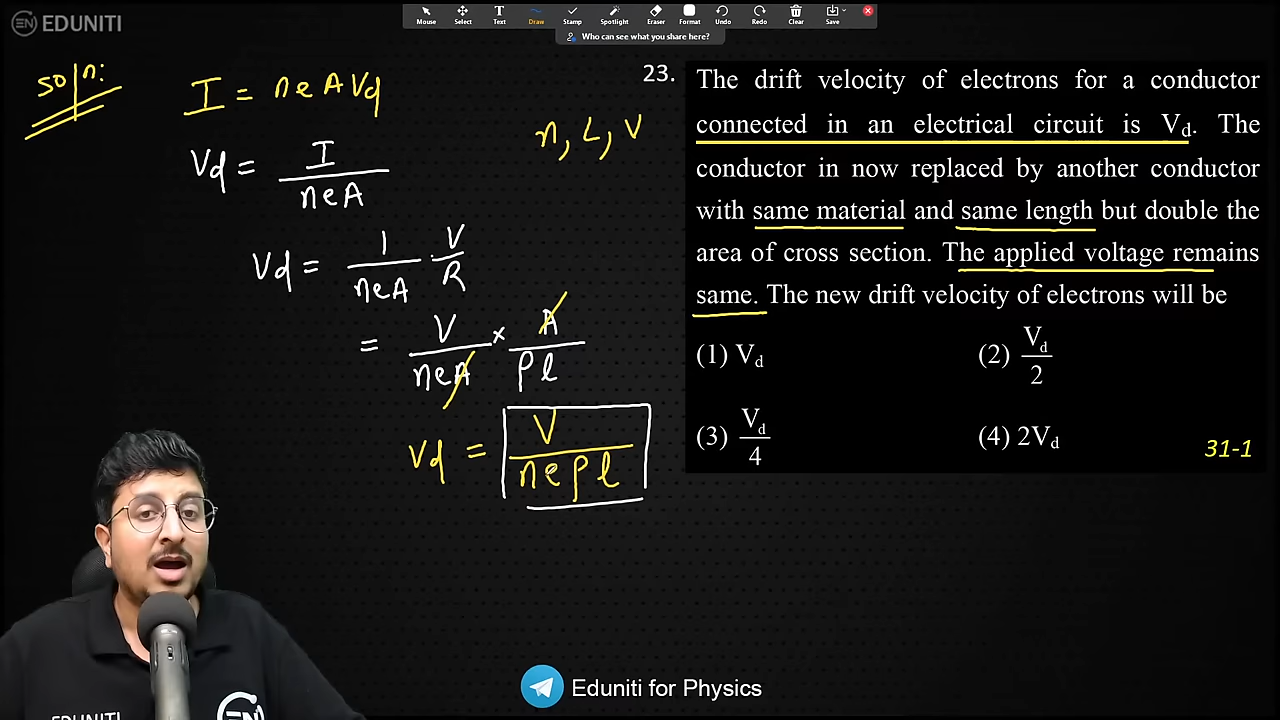 EN EDUNITI
Mouse Select Text Draw Stamp Spotlight Eraser Format Undo Redo Clear Save
Who can see what you share here?
Soln:
I = neAVd
Vd = I / neA
Vd = 1 / neA · V / R
= V / neA × A / ρl
Vd = V / neρl
n, L, V
23. The drift velocity of electrons for a conductor
connected in an electrical circuit is Vd. The
conductor in now replaced by another conductor
with same material and same length but double the
area of cross section. The applied voltage remains
same. The new drift velocity of electrons will be
(1) Vd (2) Vd / 2
(3) Vd / 4 (4) 2Vd
31-1
EDUNITI EN
Eduniti for Physics